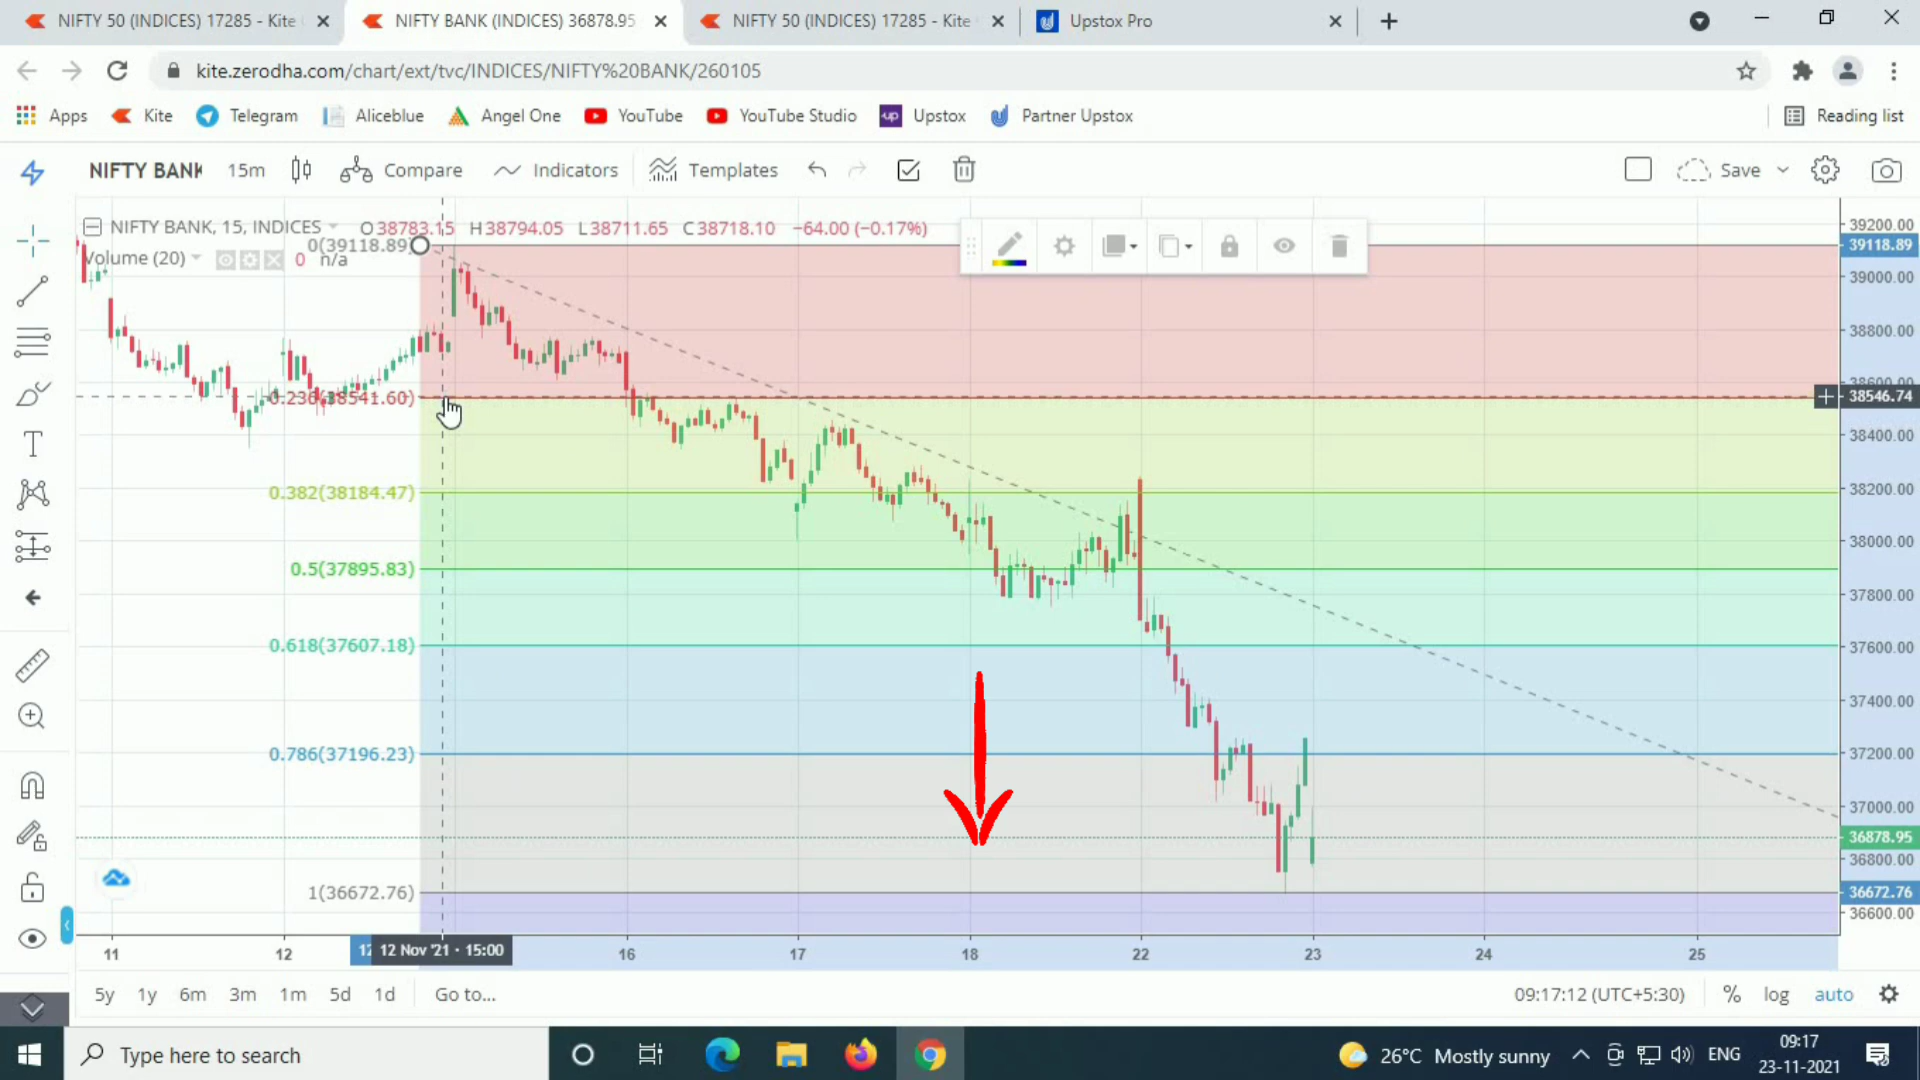 NIFTY 50 (INDICES) 17285 - Kite
NIFTY BANK (INDICES) 36878.95
NIFTY 50 (INDICES) 17285 - Kite
Upstox Pro
kite.zerodha.com/chart/ext/tvc/INDICES/NIFTY%20BANK/260105
Apps
Kite
Telegram
Aliceblue
Angel One
YouTube
YouTube Studio
up
Upstox
Partner Upstox
Reading list
NIFTY BANK
15m
Compare
Indicators
Templates
Save
NIFTY BANK, 15, INDICES
O38783.15 H38794.05 L38711.65 C38718.10 −64.00 (−0.17%)
0(39118.89)
Volume (20)
0 n/a
0.236(38541.60)
0.382(38184.47)
0.5(37895.83)
0.618(37607.18)
0.786(37196.23)
1(36672.76)
39200.00
39118.89
39000.00
38800.00
38600.00
38546.74
38400.00
38200.00
38000.00
37800.00
37600.00
37400.00
37200.00
37000.00
36878.95
36800.00
36672.76
36600.00
11
12
12 Nov '21 - 15:00
16
17
18
22
23
24
25
5y 1y 6m 3m 1m 5d 1d Go to...
09:17:12 (UTC+5:30) % log auto
Type here to search
26°C Mostly sunny
ENG
09:17
23-11-2021